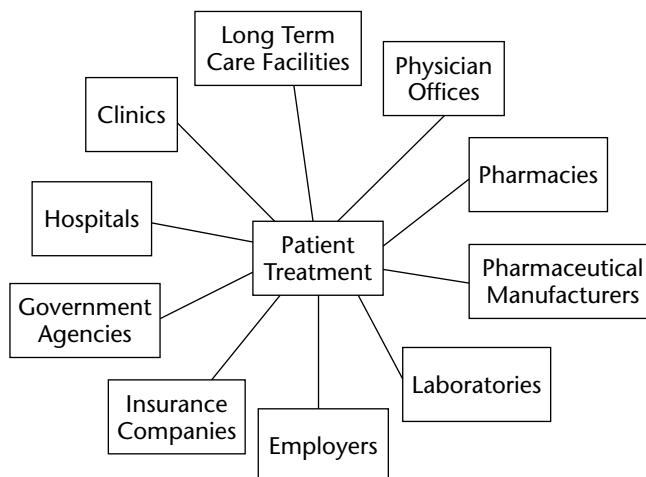 Long Term
Care Facilities
Physician
Offices
Clinics
Pharmacies
Hospitals
Patient
Treatment
Pharmaceutical
Manufacturers
Government
Agencies
Laboratories
Insurance
Companies
Employers